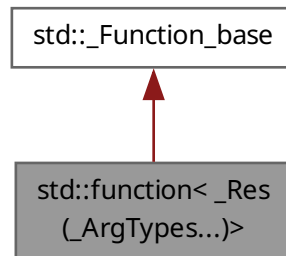 std::_Function_base
std::function< _Res
(_ArgTypes...)>